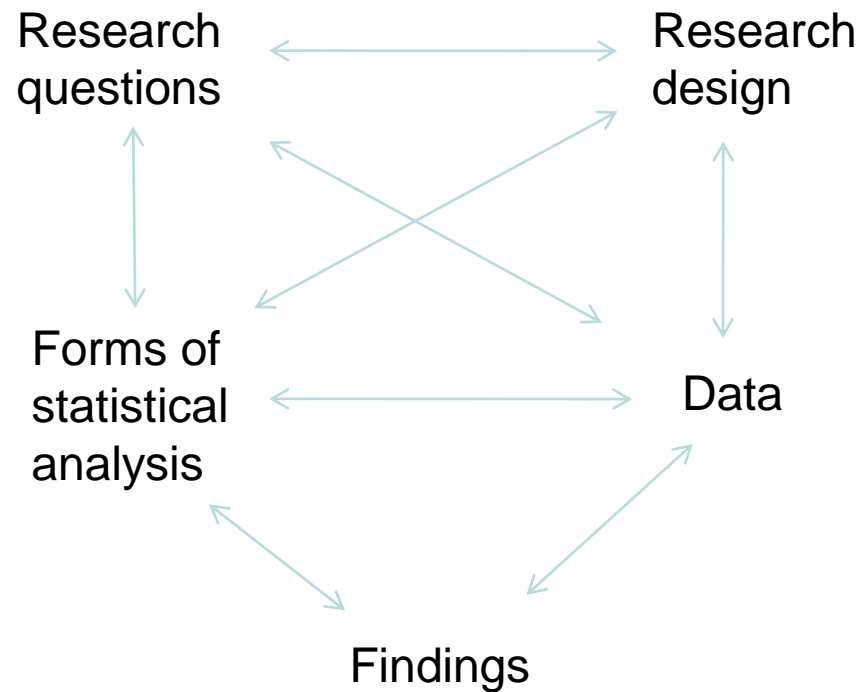 Research
questions
Research
design
Forms of
statistical
analysis
Data
Findings